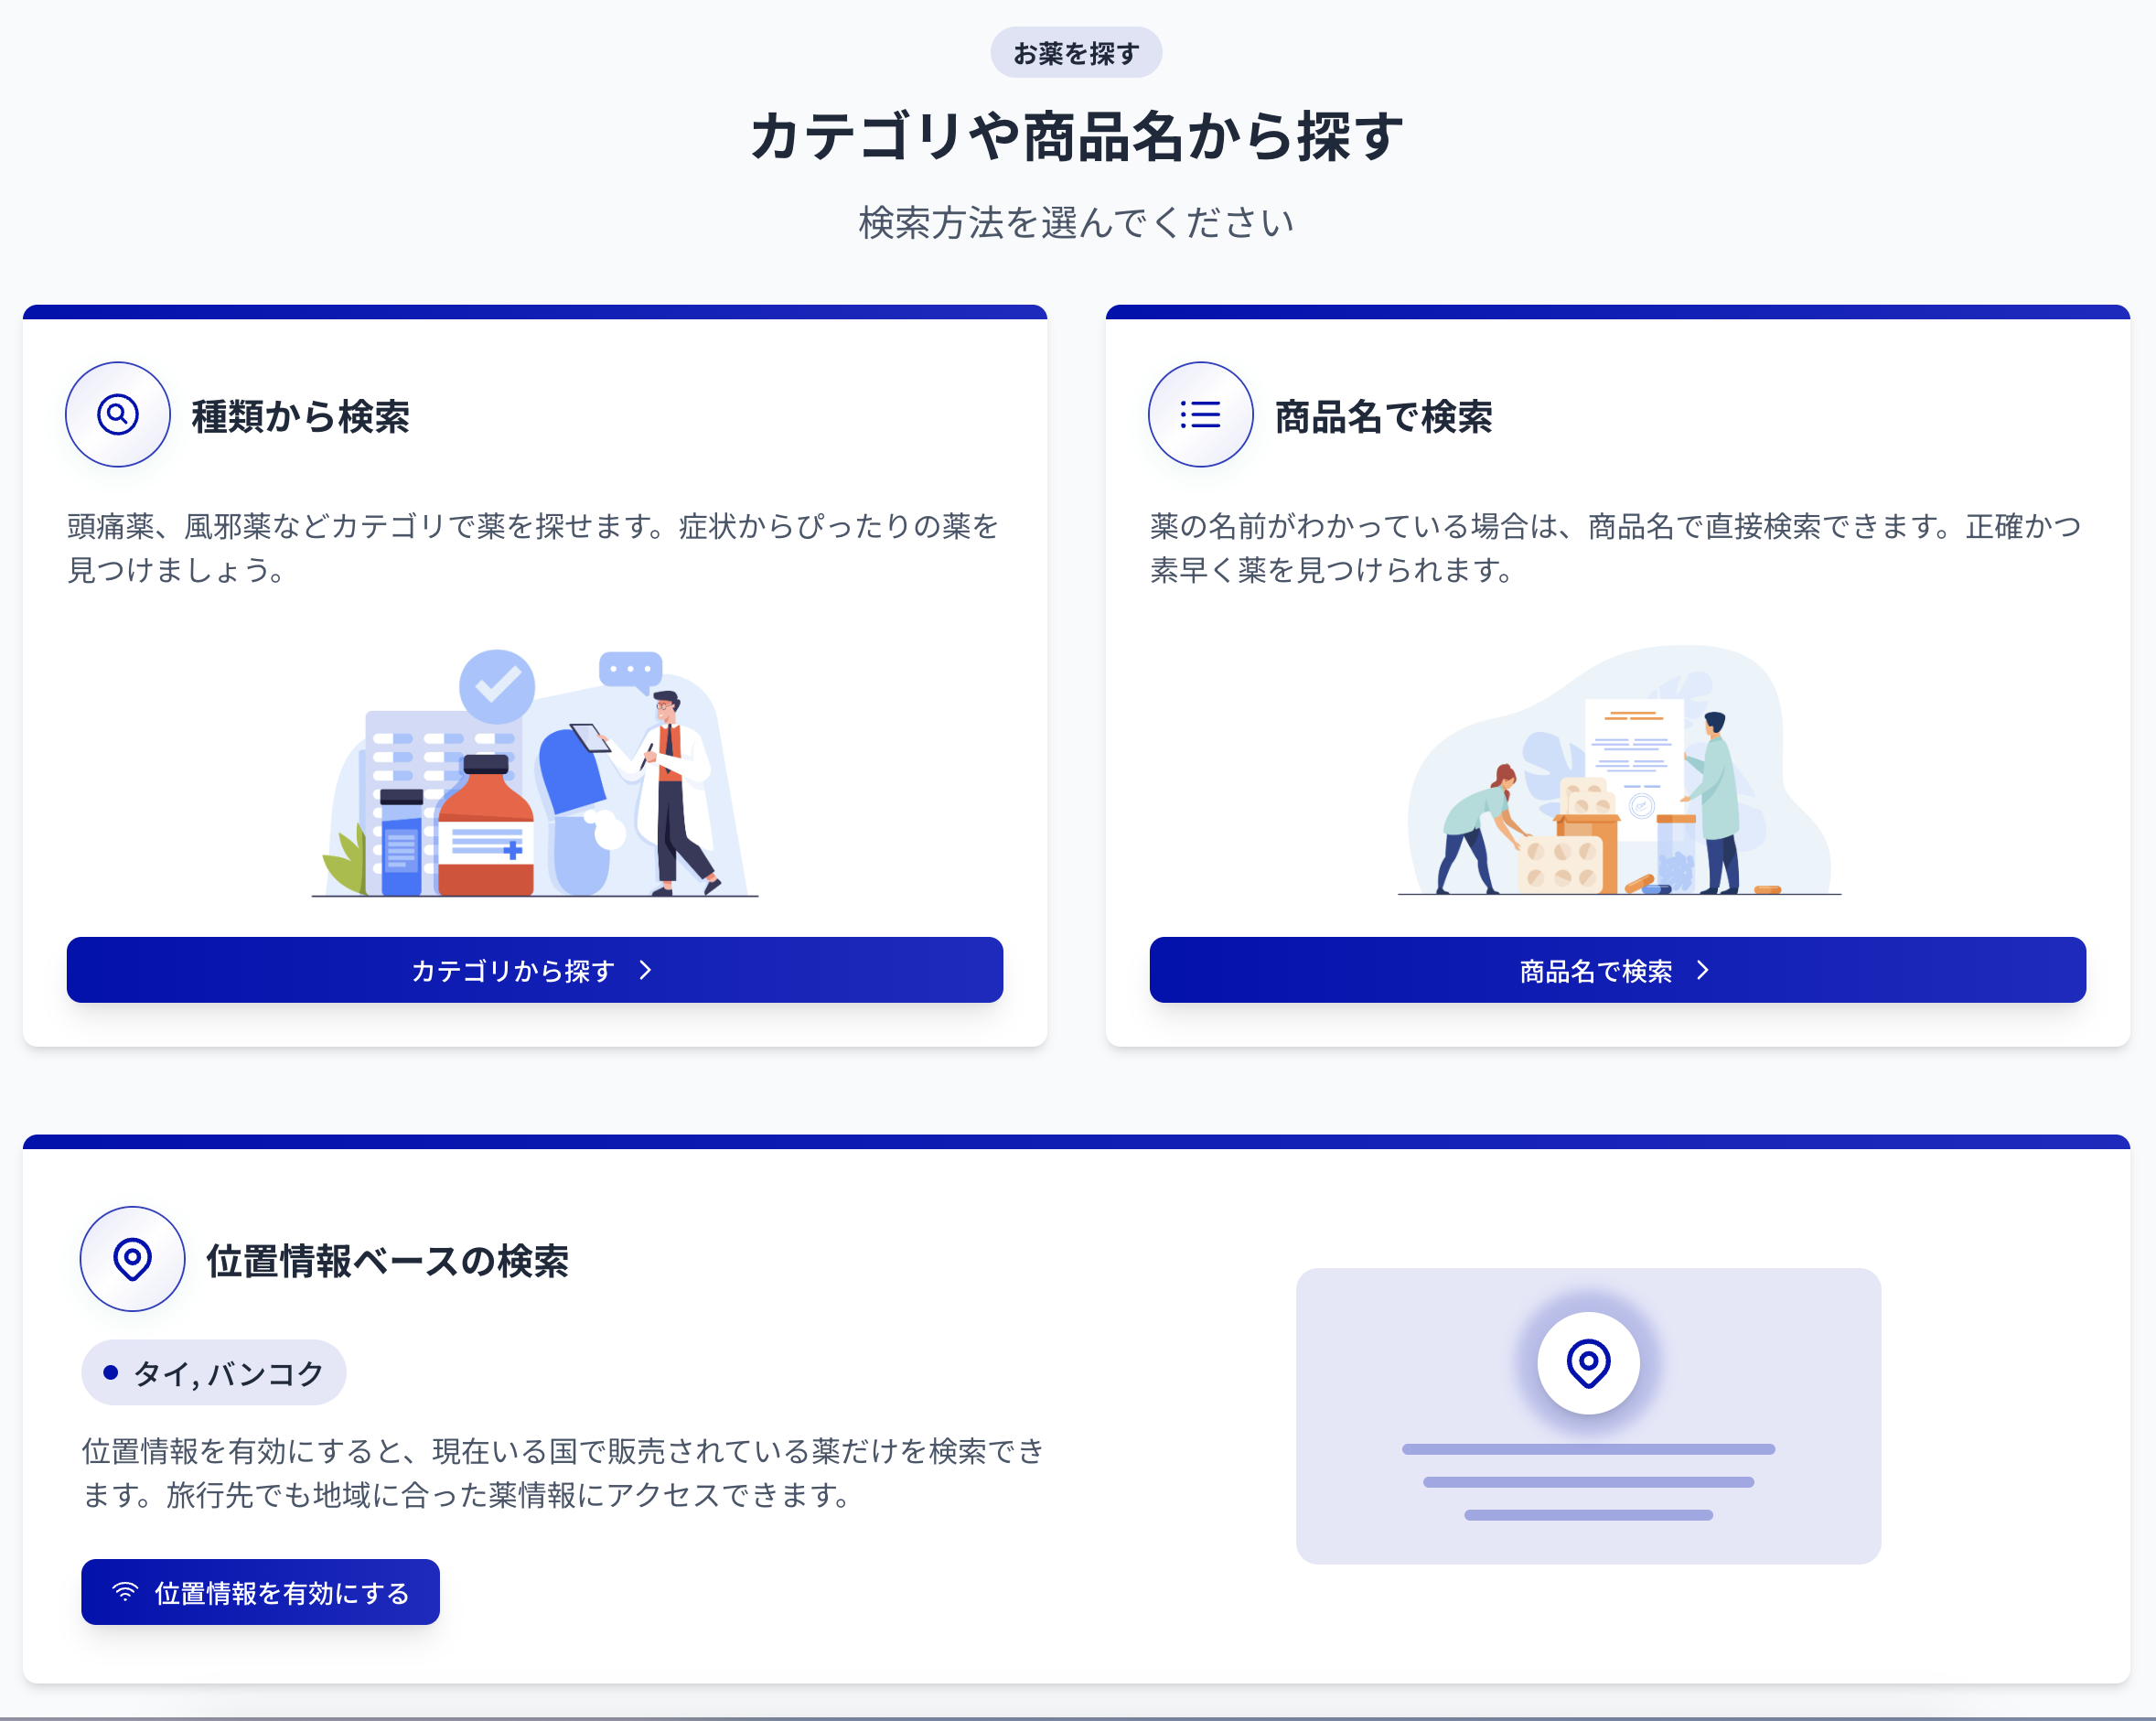 お薬を探す
カテゴリや商品名から探す
検索方法を選んでください
種類から検索
頭痛薬、風邪薬などカテゴリで薬を探せます。症状からぴったりの薬を
見つけましょう。
カテゴリから探す
商品名で検索
薬の名前がわかっている場合は、商品名で直接検索できます。正確かつ
素早く薬を見つけられます。
商品名で検索
位置情報ベースの検索
タイ, バンコク
位置情報を有効にすると、現在いる国で販売されている薬だけを検索でき
ます。旅行先でも地域に合った薬情報にアクセスできます。
位置情報を有効にする